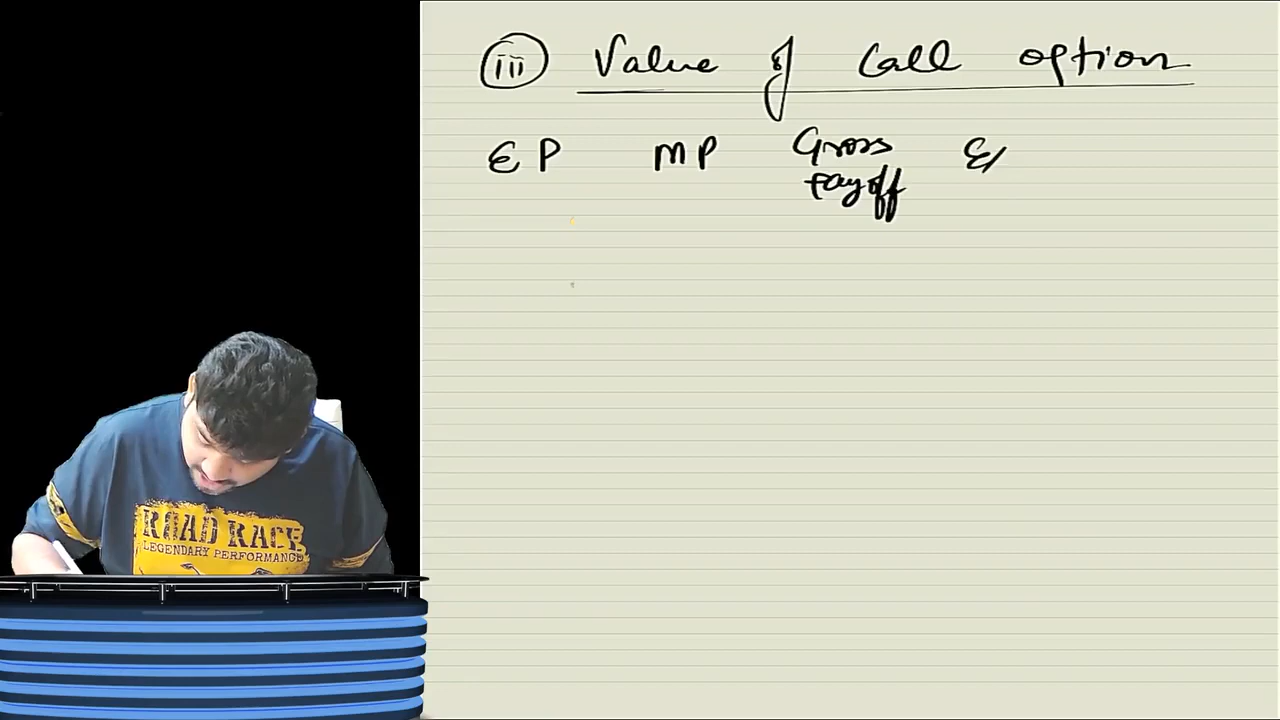 (iii) Value of Call option
EP MP Gross Payoff E/
ROAD RACE
LEGENDARY PERFORMANCE